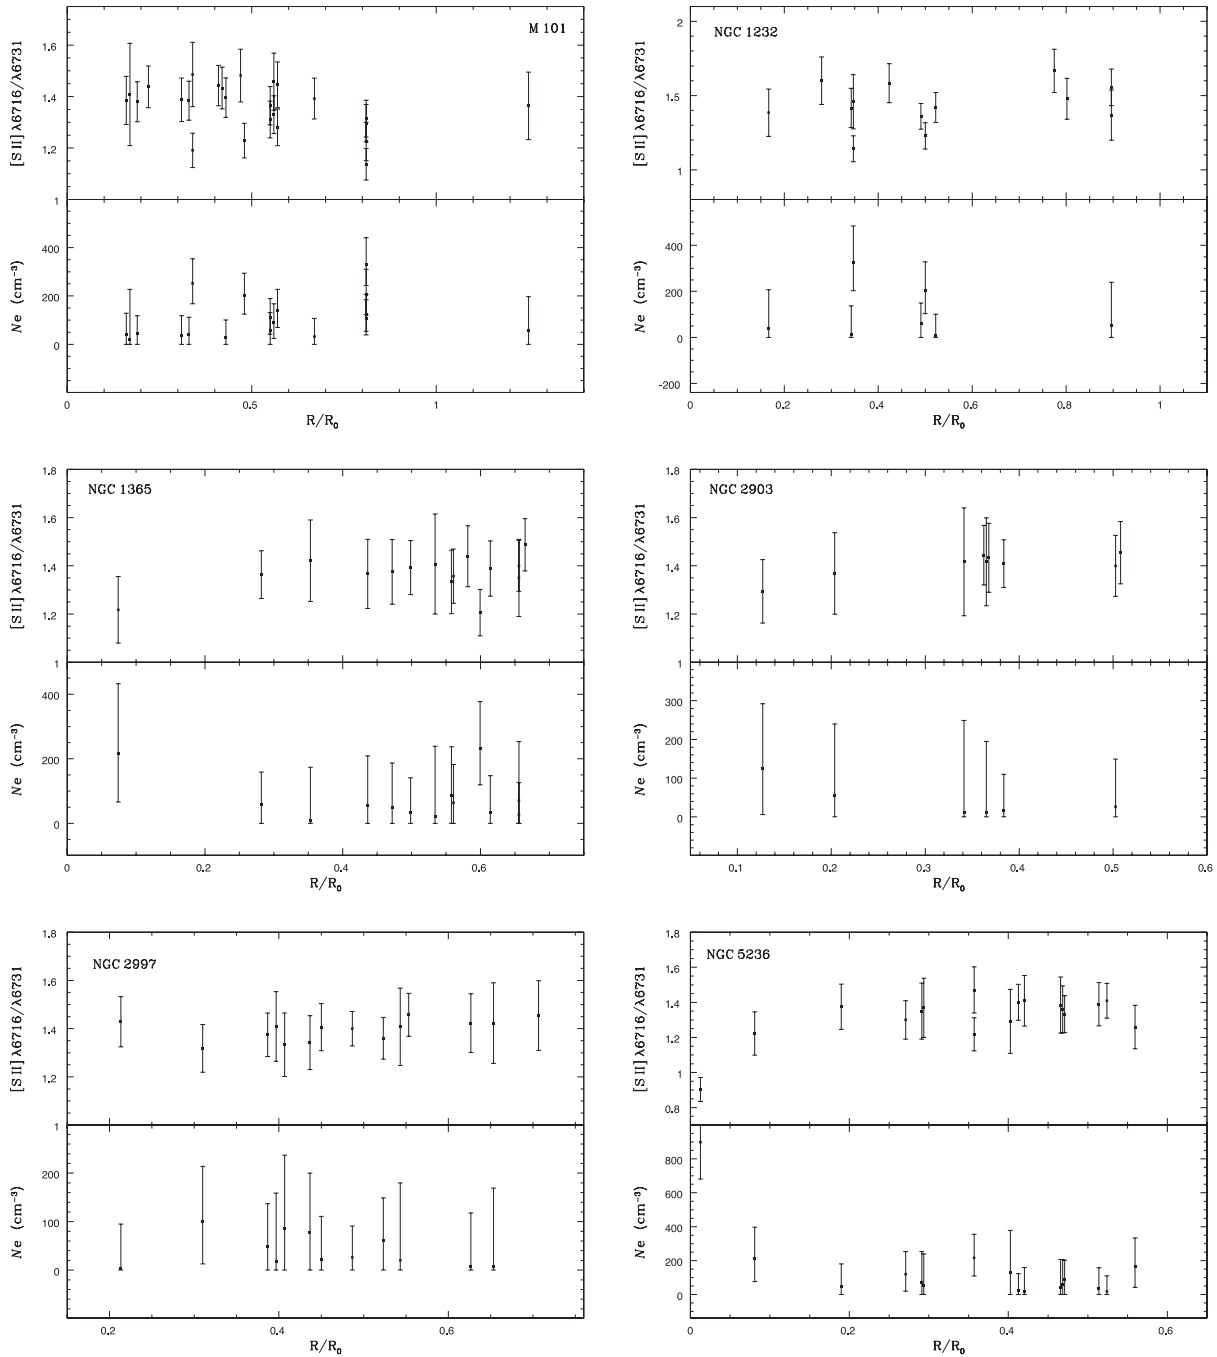 M 101
[S II] λ6716/λ6731
1.6
1.4
1.2
1
Ne (cm⁻³)
400
200
0
0 0.5 1
R/R₀
NGC 1232
[S II] λ6716/λ6731
2
1.5
1
Ne (cm⁻³)
400
200
0
-200
0 0.2 0.4 0.6 0.8 1
R/R₀
NGC 1365
[S II] λ6716/λ6731
1.8
1.6
1.4
1.2
1
Ne (cm⁻³)
400
200
0
0 0.2 0.4 0.6
R/R₀
NGC 2903
[S II] λ6716/λ6731
1.8
1.6
1.4
1.2
1
Ne (cm⁻³)
300
200
100
0
0.1 0.2 0.3 0.4 0.5 0.6
R/R₀
NGC 2997
[S II] λ6716/λ6731
1.8
1.6
1.4
1.2
1
Ne (cm⁻³)
200
100
0
0.2 0.4 0.6
R/R₀
NGC 5236
[S II] λ6716/λ6731
1.8
1.6
1.4
1.2
1
0.8
Ne (cm⁻³)
800
600
400
200
0
0 0.2 0.4 0.6
R/R₀